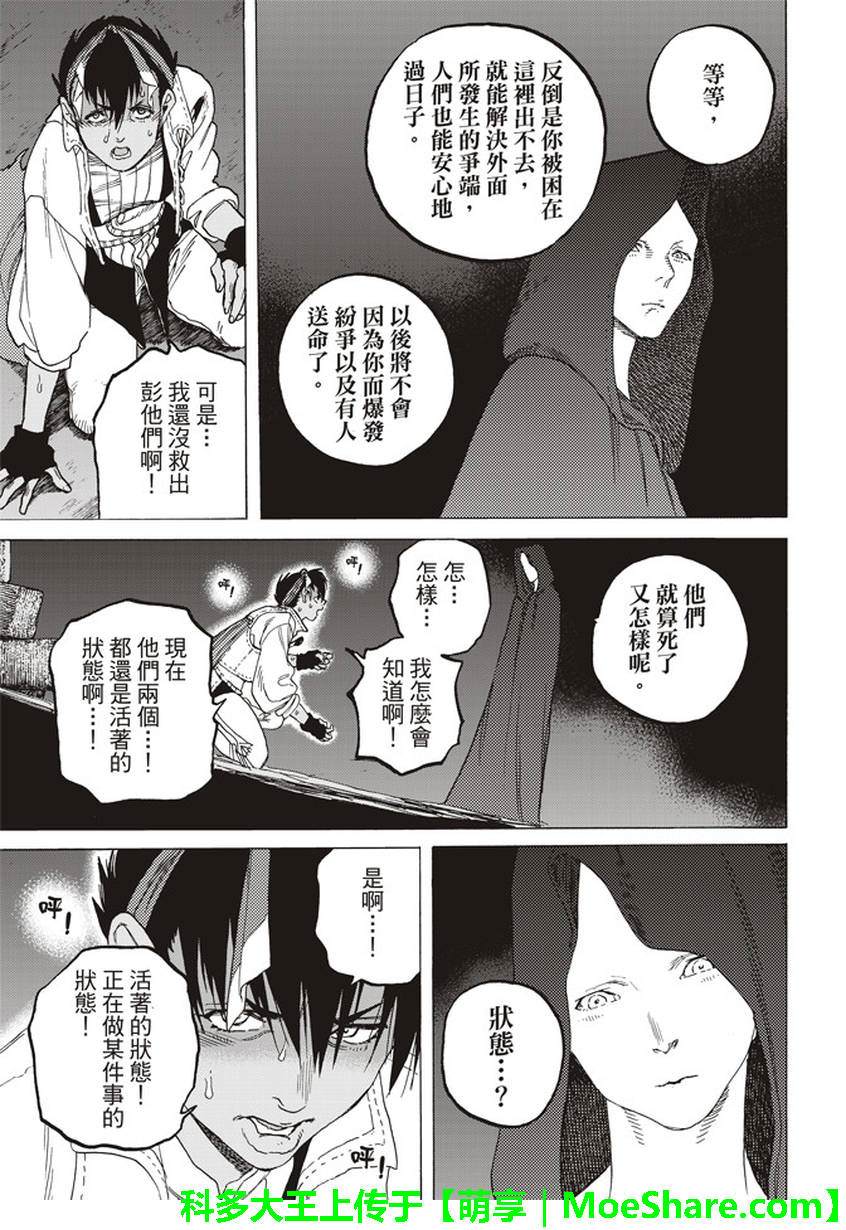 等等，
反倒是你被困在
這裡出不去，
就能解決外面
所發生的爭端，
人們也能安心地
過日子。
以後將不會
因為你而爆發
紛爭以及有人
送命了。
可是…
我還沒救出
彭他們啊！
他們
就算死了
又怎樣呢。
怎…
怎樣…
我怎麼會
知道啊！
呼！
呼！
現在
他們兩個…！
都還是活著的
狀態啊…！
狀態…？
是啊…！
呼！
活著的狀態！
正在做某件事的
狀態！
呼！
科多大王上传于【萌享｜MoeShare.com】